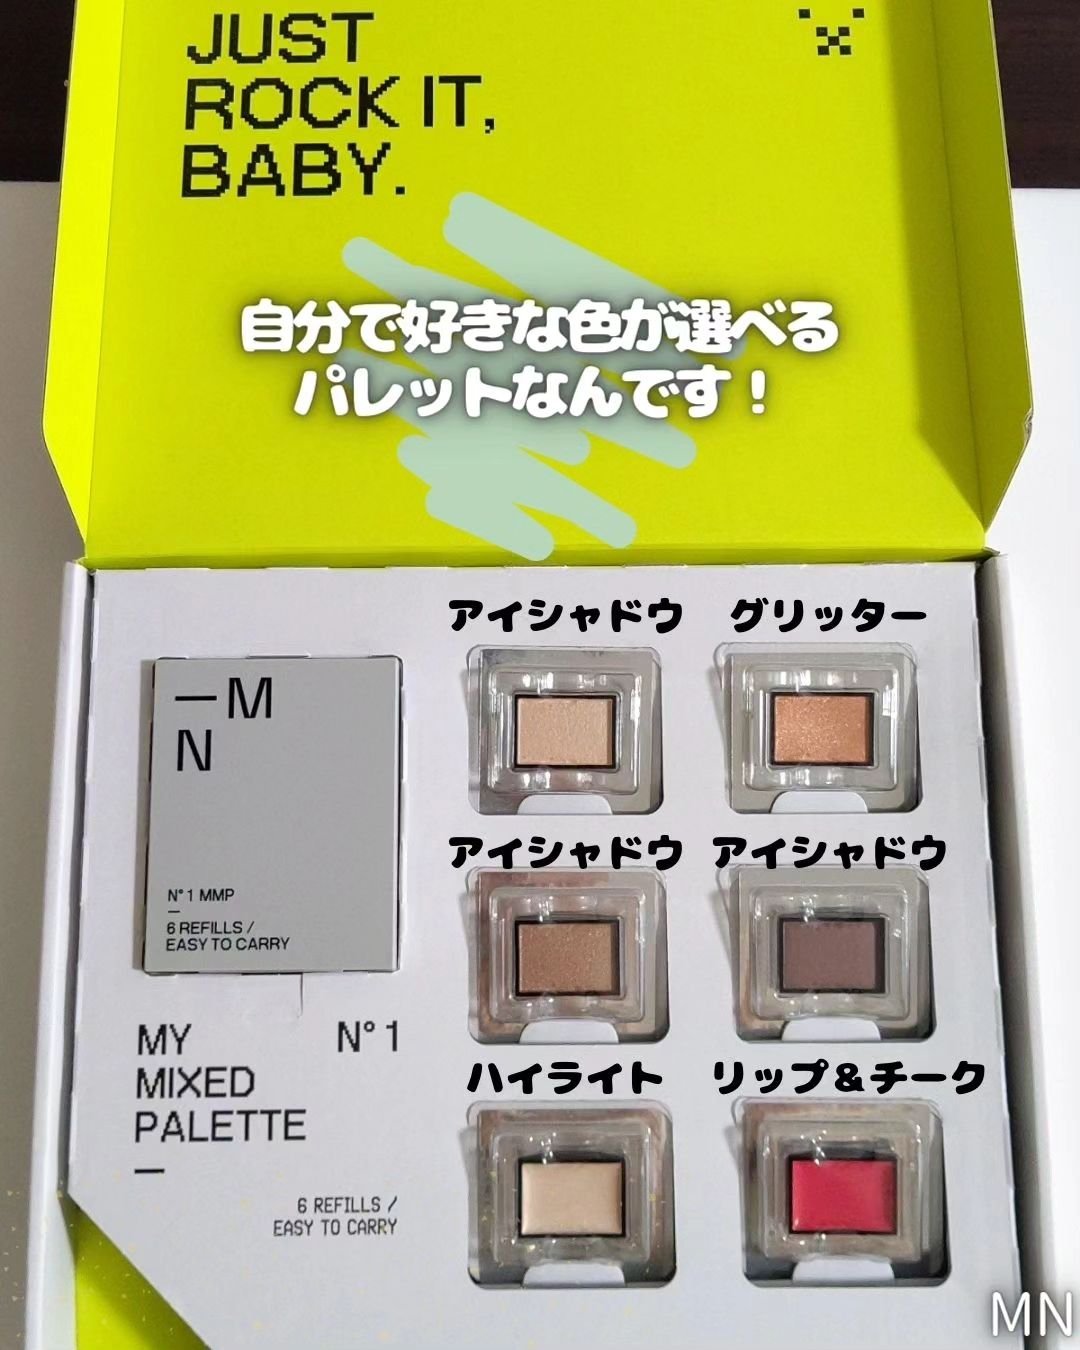 JUST
ROCK IT,
BABY.
自分で好きな色が選べる
パレットなんです！
アイシャドウ
グリッター
—M
N
N° 1 MMP
—
6 REFILLS /
EASY TO CARRY
アイシャドウ
アイシャドウ
MY
MIXED
PALETTE
—
N° 1
6 REFILLS /
EASY TO CARRY
ハイライト
リップ&チーク
MN